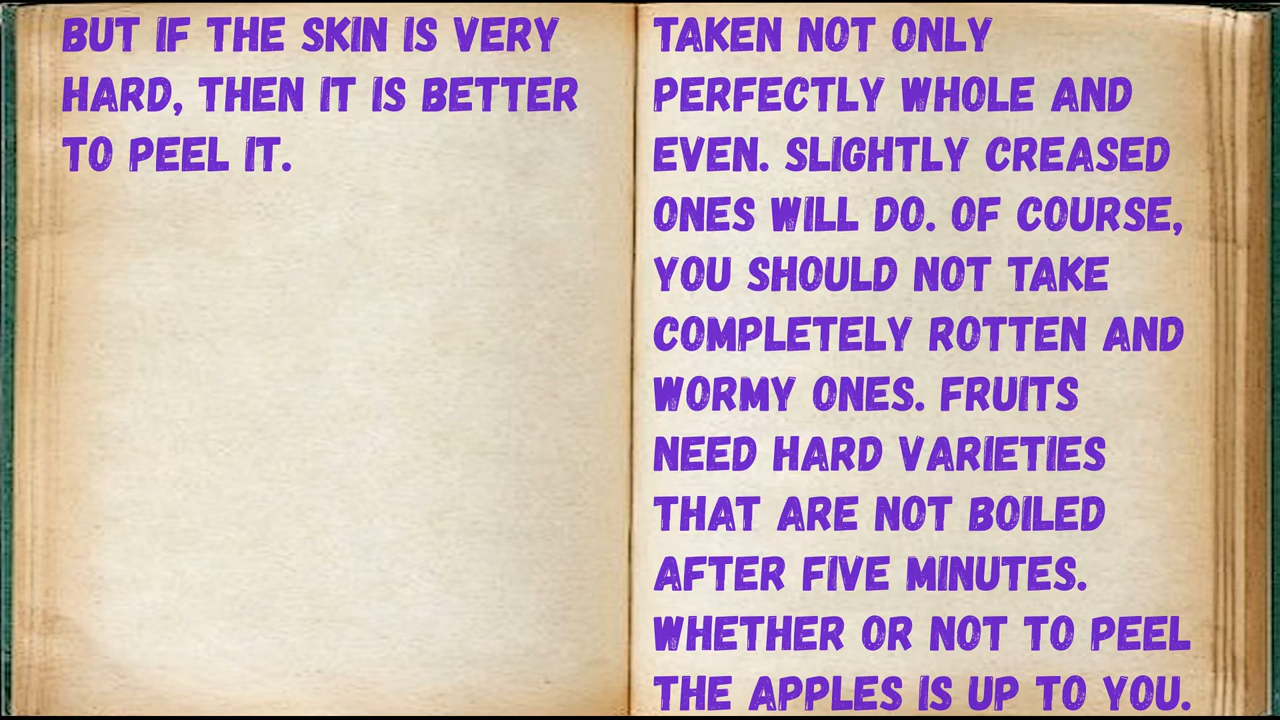 BUT IF THE SKIN IS VERY
HARD, THEN IT IS BETTER
TO PEEL IT.
TAKEN NOT ONLY
PERFECTLY WHOLE AND
EVEN. SLIGHTLY CREASED
ONES WILL DO. OF COURSE,
YOU SHOULD NOT TAKE
COMPLETELY ROTTEN AND
WORMY ONES. FRUITS
NEED HARD VARIETIES
THAT ARE NOT BOILED
AFTER FIVE MINUTES.
WHETHER OR NOT TO PEEL
THE APPLES IS UP TO YOU.